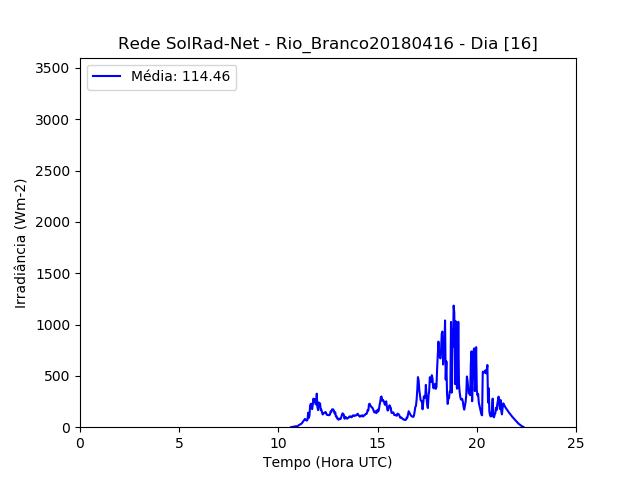 Rede SolRad-Net - Rio_Branco20180416 - Dia [16]
Média: 114.46
3500
3000
2500
2000
1500
1000
500
0
Irradiância (Wm-2)
0 5 10 15 20 25
Tempo (Hora UTC)